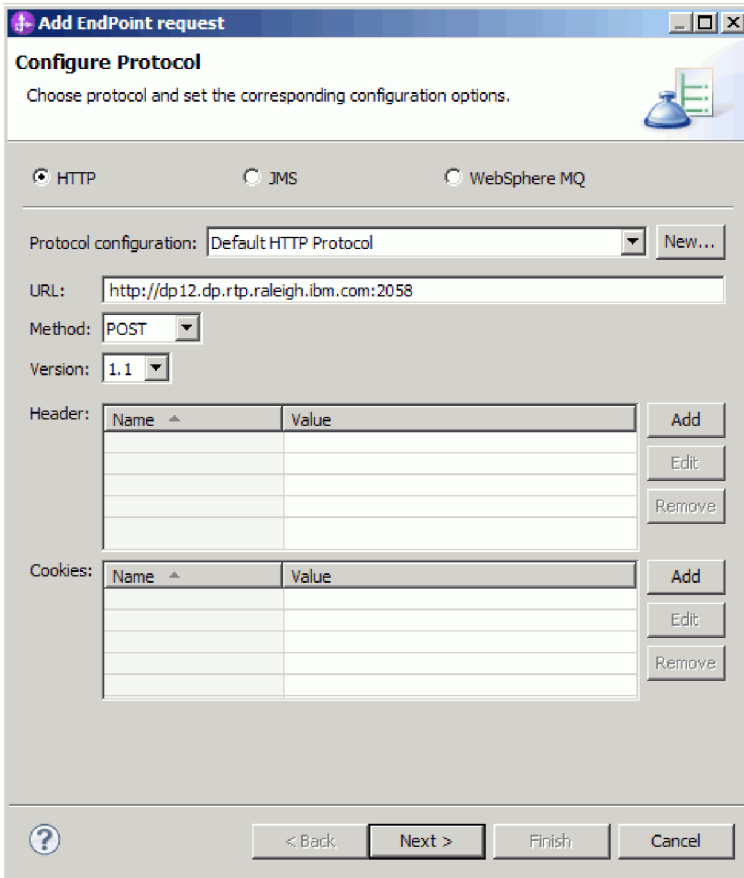 Add EndPoint request
Configure Protocol
Choose protocol and set the corresponding configuration options.
HTTP JMS WebSphere MQ
Protocol configuration: Default HTTP Protocol New...
URL: http://dp12.dp.rtp.raleigh.ibm.com:2058
Method: POST
Version: 1.1
Header: Name Value Add
Edit
Remove
Cookies: Name Value Add
Edit
Remove
? < Back Next > Finish Cancel